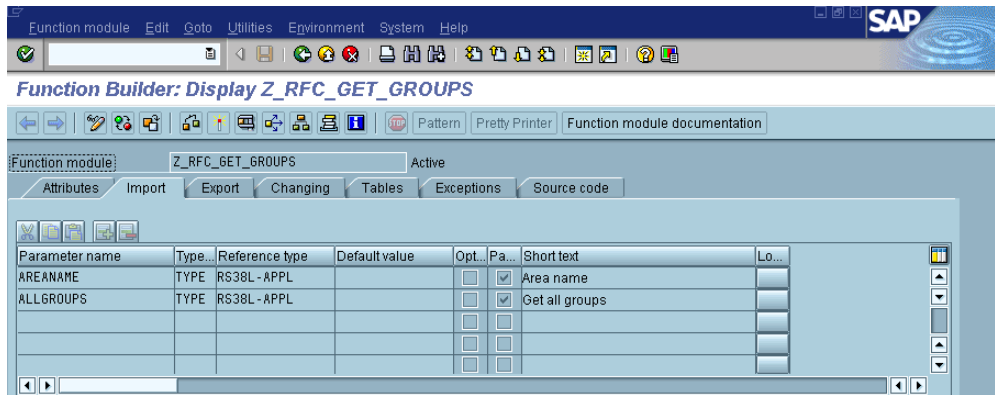 Function module Edit Goto Utilities Environment System Help
SAP
Function Builder: Display Z_RFC_GET_GROUPS
STOP Pattern Pretty Printer Function module documentation
Function module Z_RFC_GET_GROUPS Active
Attributes Import Export Changing Tables Exceptions Source code
Parameter name Type... Reference type Default value Opt... Pa... Short text Lo...
AREANAME TYPE RS38L-APPL Area name
ALLGROUPS TYPE RS38L-APPL Get all groups